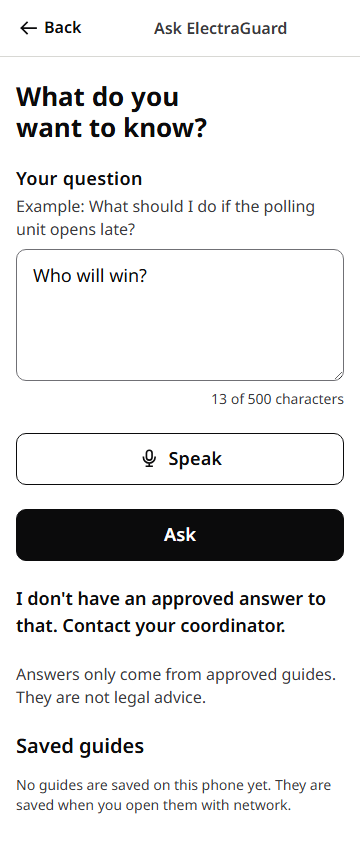 Back
Ask ElectraGuard
What do you
want to know?
Your question
Example: What should I do if the polling
unit opens late?
Who will win?
13 of 500 characters
Speak
Ask
I don't have an approved answer to
that. Contact your coordinator.
Answers only come from approved guides.
They are not legal advice.
Saved guides
No guides are saved on this phone yet. They are
saved when you open them with network.